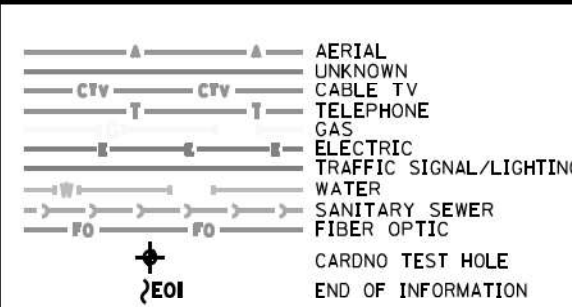 A A AERIAL
UNKNOWN
CTV CTV CABLE TV
T T TELEPHONE
G GAS
E E E ELECTRIC
TRAFFIC SIGNAL/LIGHTING
W WATER
SANITARY SEWER
FO FO FIBER OPTIC
CARDNO TEST HOLE
EOI END OF INFORMATION